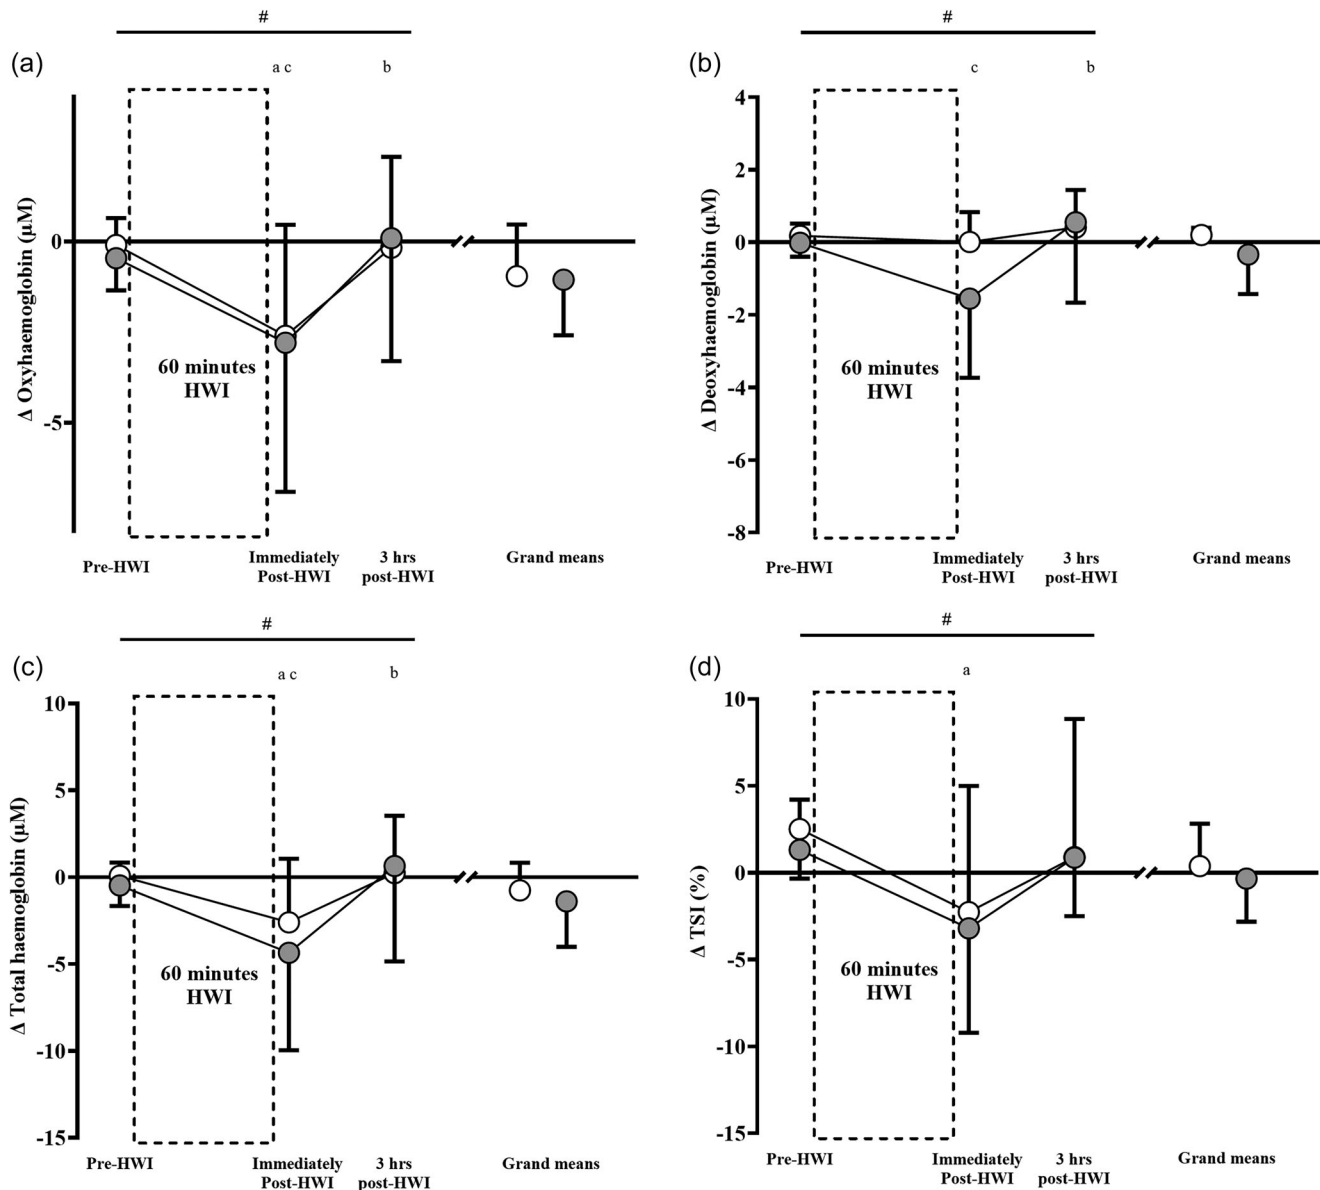 #
(a)
a c
b
Δ Oxyhaemoglobin (µM)
0
-5
60 minutes
HWI
Pre-HWI
Immediately
Post-HWI
3 hrs
post-HWI
Grand means
#
(b)
c
b
Δ Deoxyhaemoglobin (µM)
4
2
0
-2
-4
-6
-8
60 minutes
HWI
Pre-HWI
Immediately
Post-HWI
3 hrs
post-HWI
Grand means
#
(c)
a c
b
Δ Total haemoglobin (µM)
10
5
0
-5
-10
-15
60 minutes
HWI
Pre-HWI
Immediately
Post-HWI
3 hrs
post-HWI
Grand means
#
(d)
a
Δ TSI (%)
10
5
0
-5
-10
-15
60 minutes
HWI
Pre-HWI
Immediately
Post-HWI
3 hrs
post-HWI
Grand means